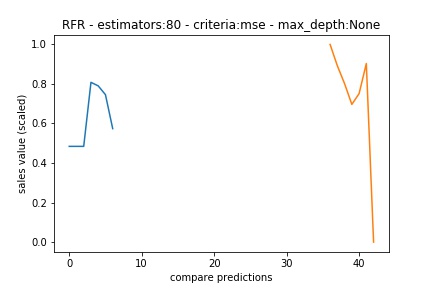 RFR - estimators:80 - criteria:mse - max_depth:None
sales value (scaled)
1.0
0.8
0.6
0.4
0.2
0.0
0 10 20 30 40
compare predictions